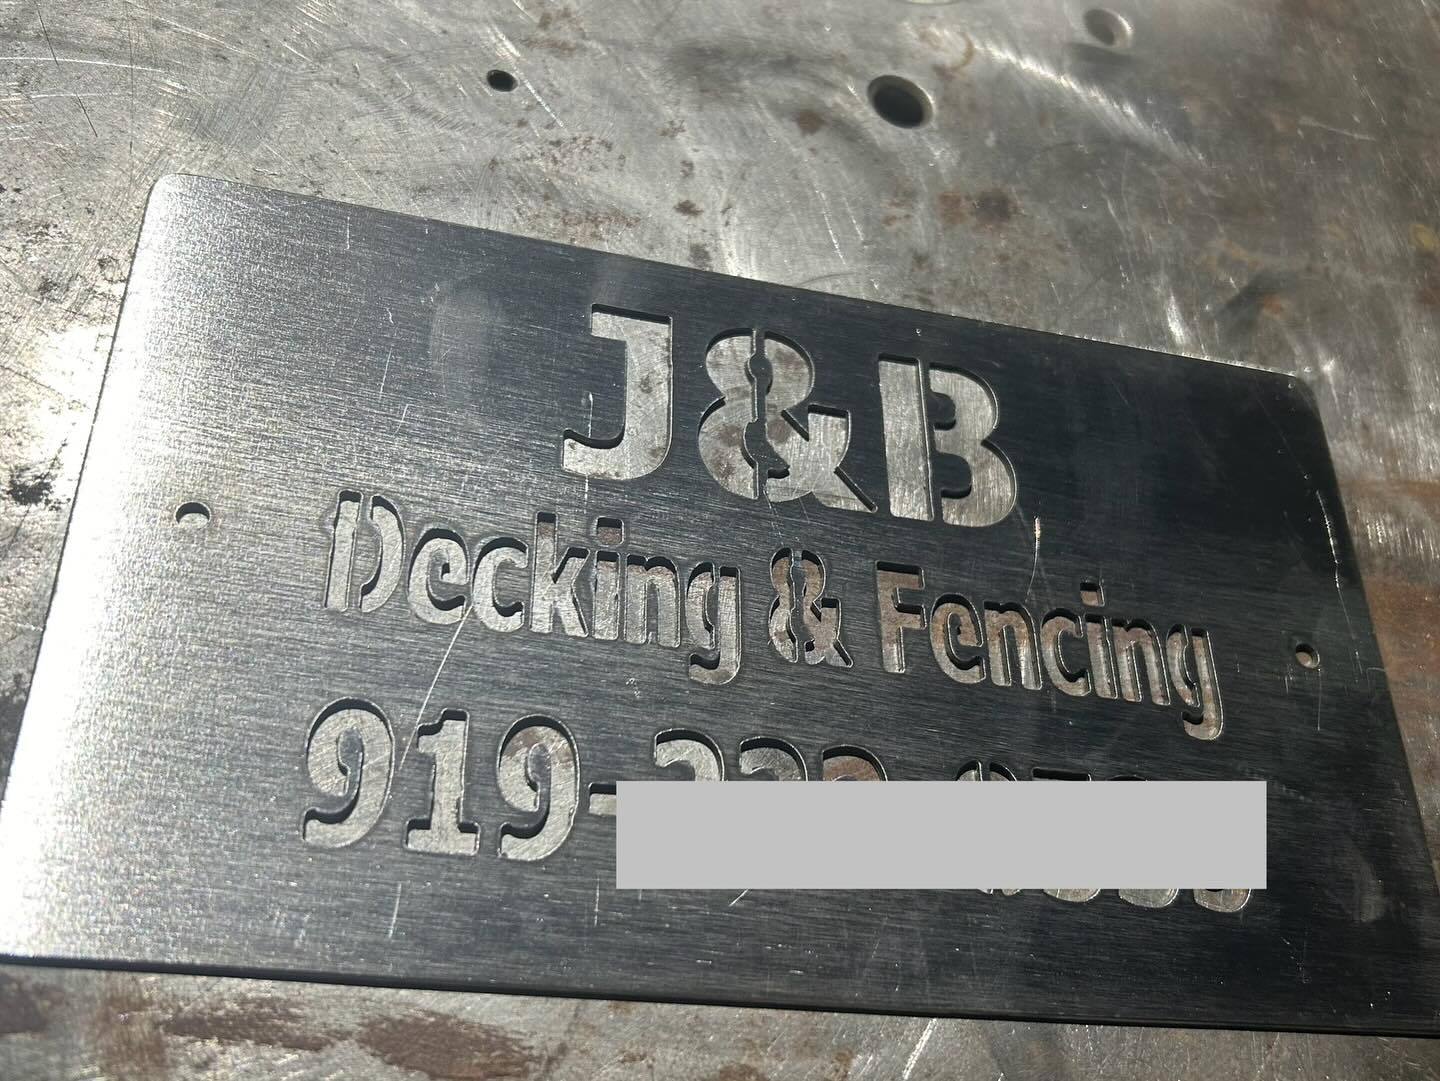 J&B
Decking & Fencing
919-